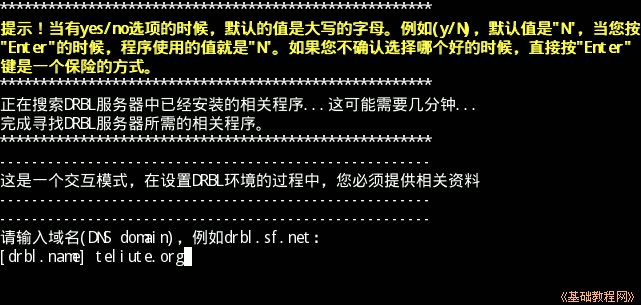 ******************************************************
提示！当有yes/no选项的时候，默认的值是大写的字母。例如(y/N)，默认值是"N"，当您按
"Enter"的时候，程序使用的值就是"N"。如果您不确认选择哪个好的时候，直接按"Enter"
键是一个保险的方式。
******************************************************
正在搜索DRBL服务器中已经安装的相关程序...这可能需要几分钟...
完成寻找DRBL服务器所需的相关程序。
******************************************************
------------------------------------------------------
这是一个交互模式，在设置DRBL环境的过程中，您必须提供相关资料
------------------------------------------------------
------------------------------------------------------
请输入域名(DNS domain)，例如drbl.sf.net：
[drbl.name] teliute.org
《基础教程网》